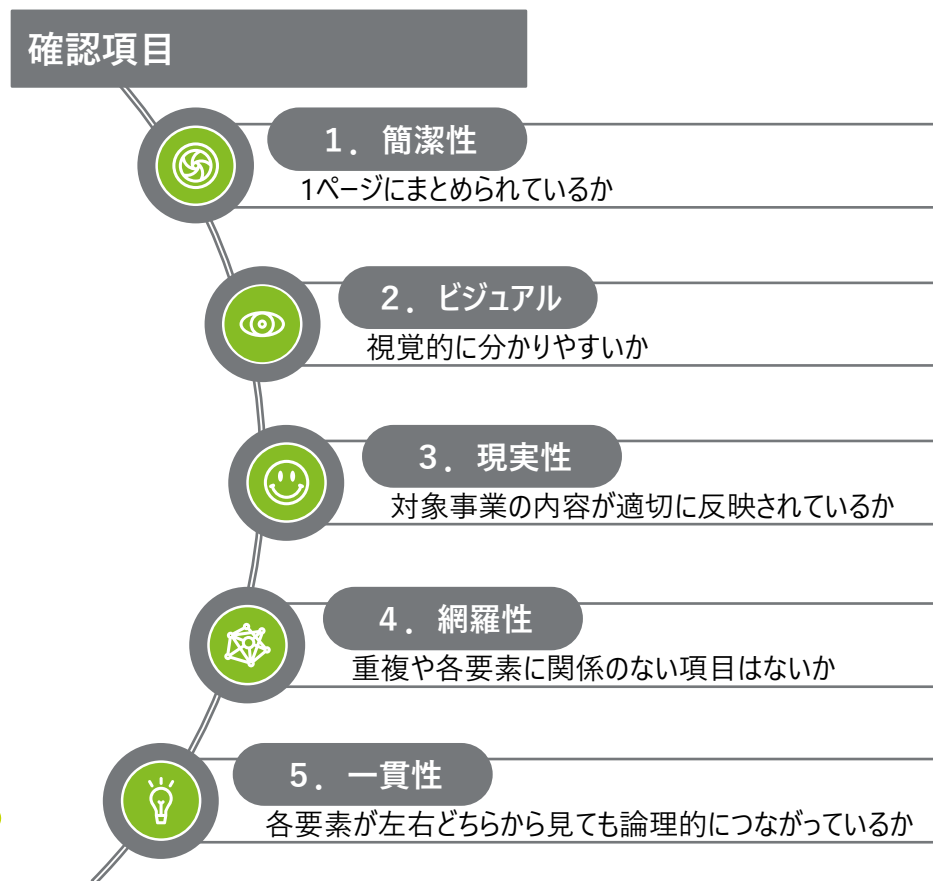 確認項目
１．簡潔性
1ページにまとめられているか
２．ビジュアル
視覚的に分かりやすいか
３．現実性
対象事業の内容が適切に反映されているか
４．網羅性
重複や各要素に関係のない項目はないか
５．一貫性
各要素が左右どちらから見ても論理的につながっているか